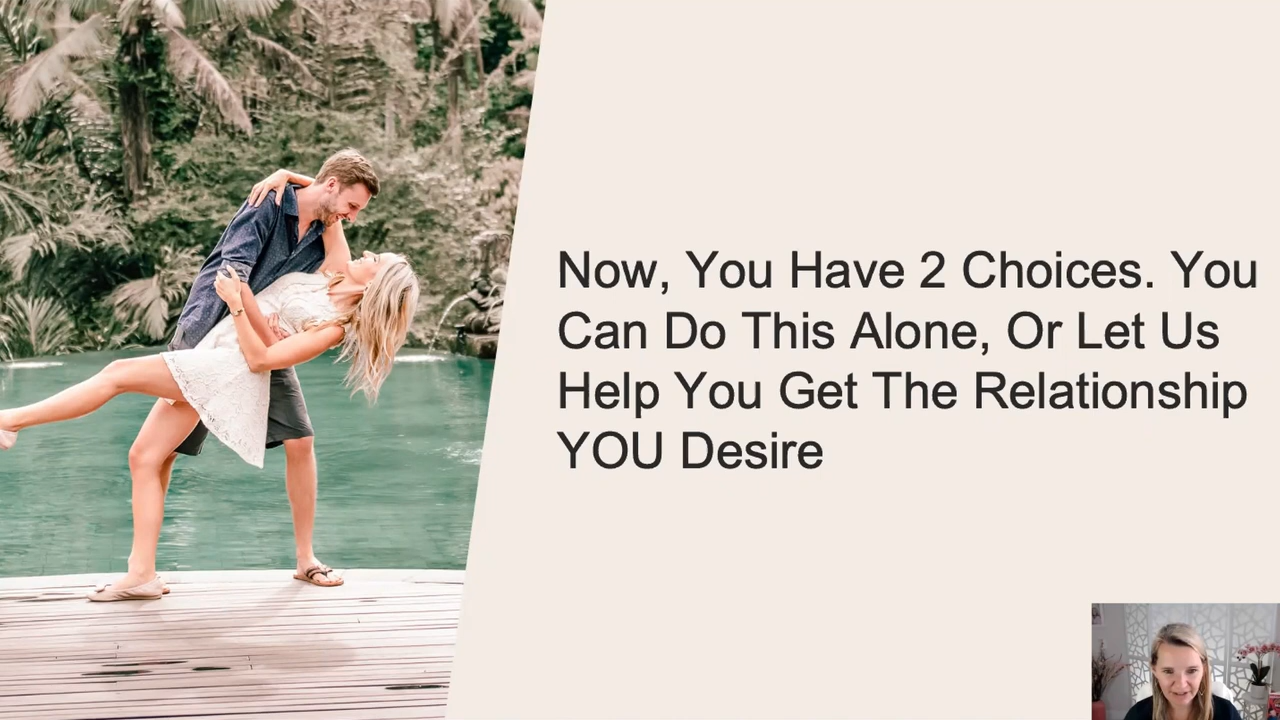 Now, You Have 2 Choices. You
Can Do This Alone, Or Let Us
Help You Get The Relationship
YOU Desire